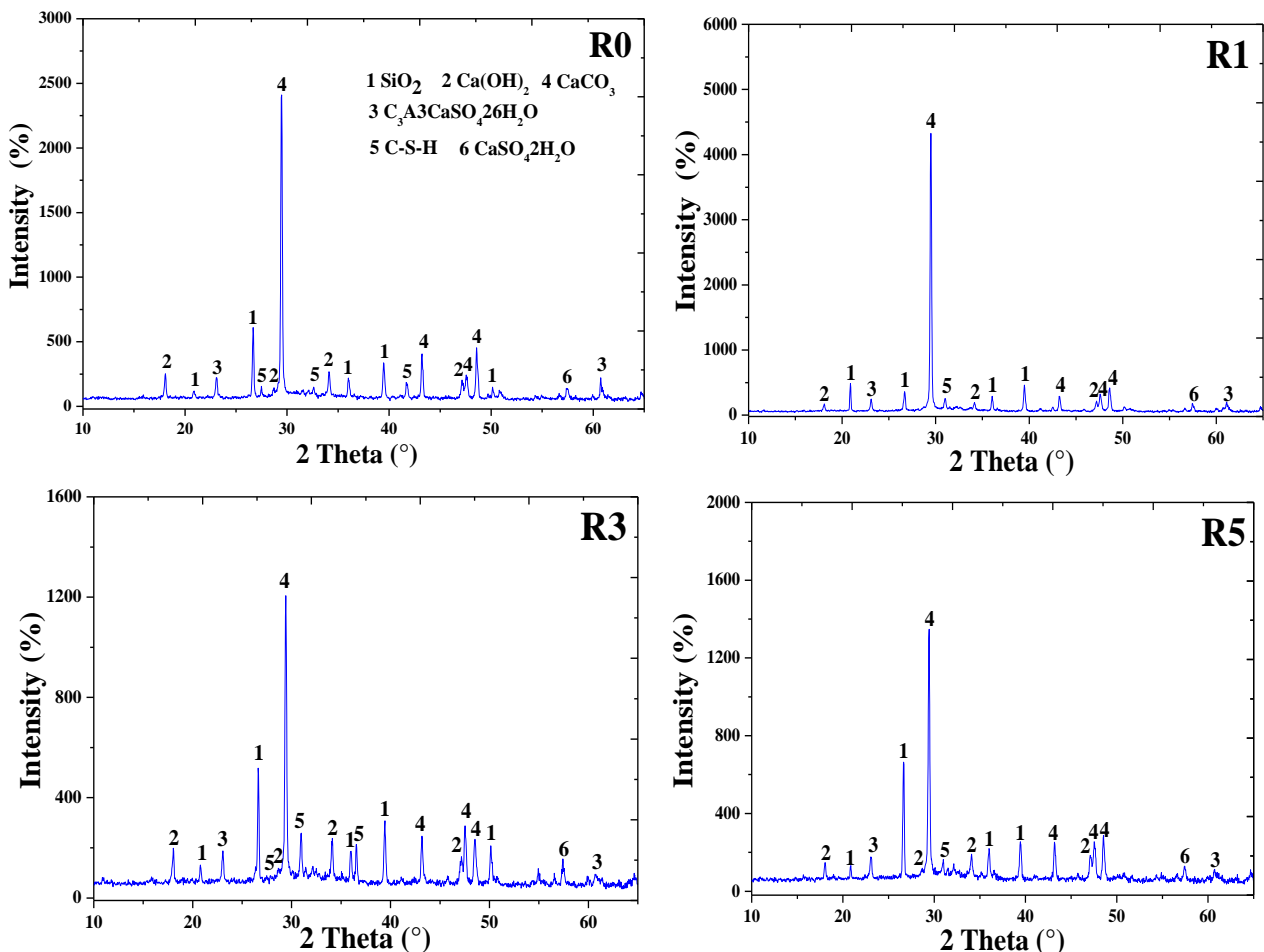 R0
1 SiO2 2 Ca(OH)2 4 CaCO3
3 C3A3CaSO426H2O
5 C-S-H 6 CaSO42H2O
3000
2500
2000
1500
1000
500
0
Intensity (%)
2 1 3 1 5 2 4 5 2 1 1 5 4 2 4 4 1 6 3
10 20 30 40 50 60
2 Theta (°)
R1
6000
5000
4000
3000
2000
1000
0
Intensity (%)
2 1 3 1 4 5 2 1 1 4 2 4 4 6 3
10 20 30 40 50 60
2 Theta (°)
R3
1600
1200
800
400
0
Intensity (%)
2 1 3 1 5 2 4 5 2 1 5 1 4 2 4 4 1 6 3
10 20 30 40 50 60
2 Theta (°)
R5
2000
1600
1200
800
400
0
Intensity (%)
2 1 3 1 2 4 5 2 1 1 4 2 4 4 6 3
10 20 30 40 50 60
2 Theta (°)